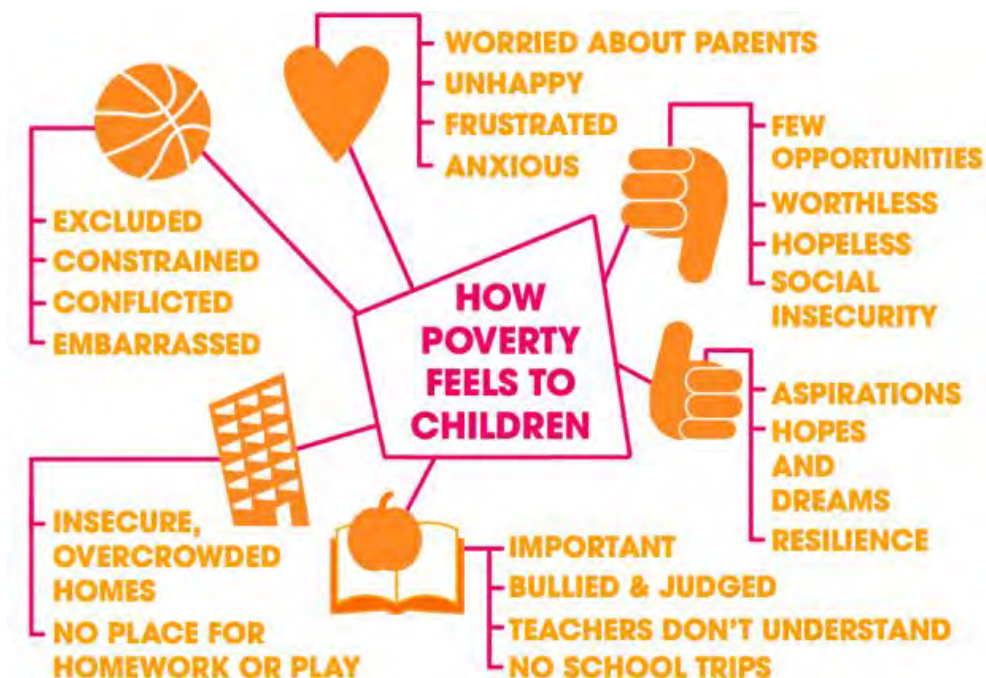 WORRIED ABOUT PARENTS
UNHAPPY
FRUSTRATED
ANXIOUS
FEW
OPPORTUNITIES
WORTHLESS
HOPELESS
SOCIAL
INSECURITY
EXCLUDED
CONSTRAINED
CONFLICTED
EMBARRASSED
HOW
POVERTY
FEELS TO
CHILDREN
ASPIRATIONS
HOPES
AND
DREAMS
RESILIENCE
INSECURE,
OVERCROWDED
HOMES
NO PLACE FOR
HOMEWORK OR PLAY
IMPORTANT
BULLIED & JUDGED
TEACHERS DON'T UNDERSTAND
NO SCHOOL TRIPS